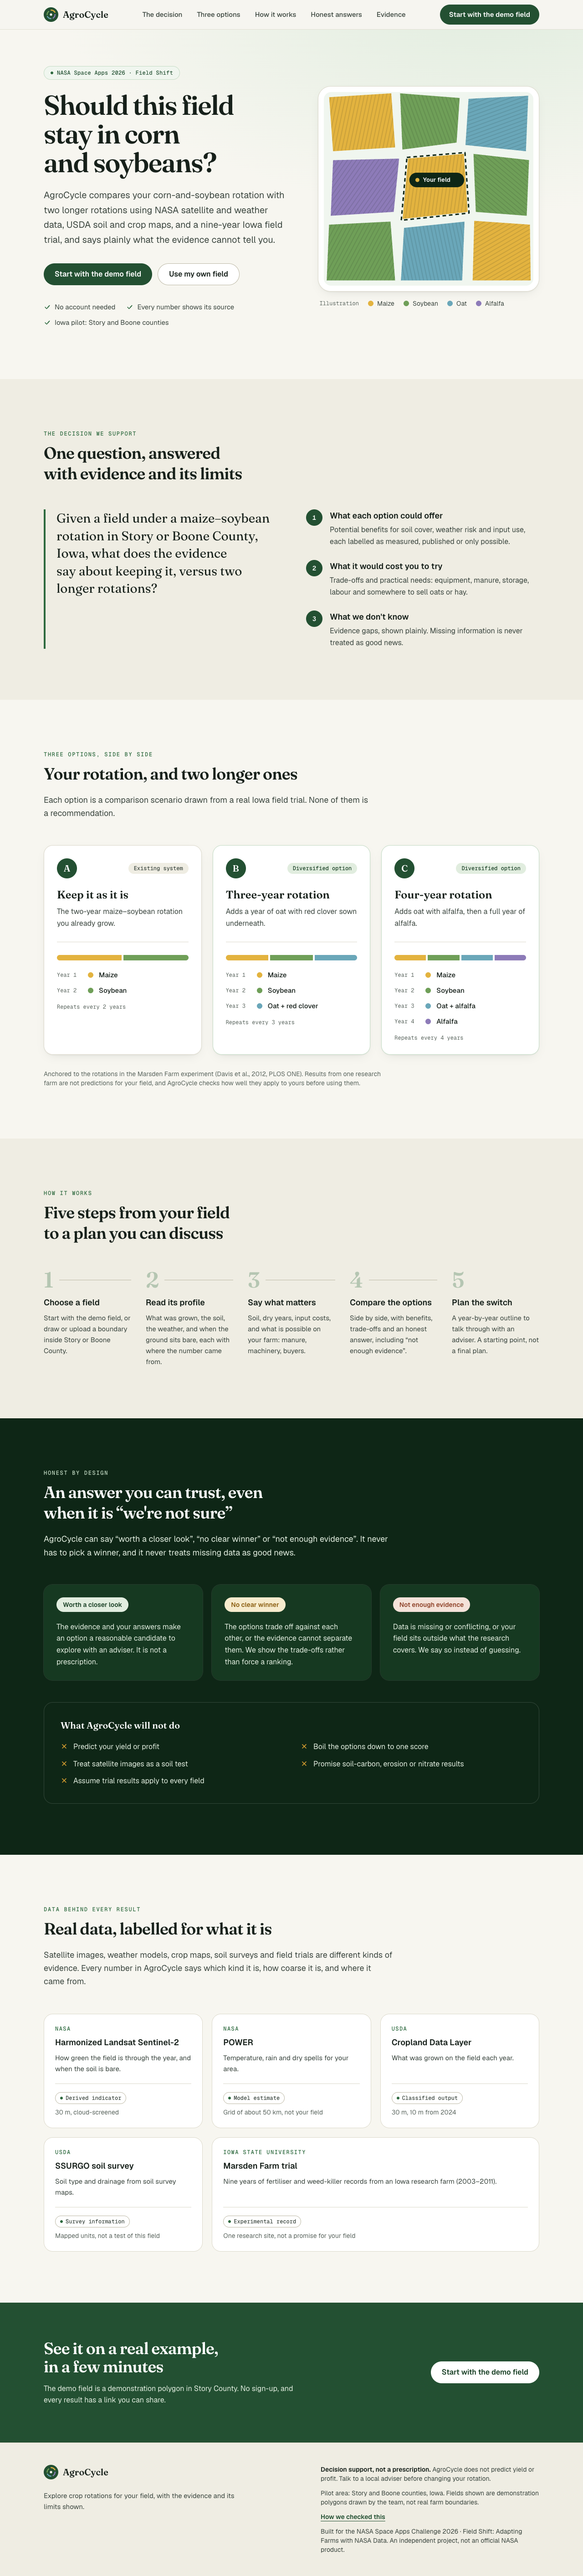 AgroCycle
The decision
Three options
How it works
Honest answers
Evidence
Start with the demo field
NASA Space Apps 2026 · Field Shift
Should this field
stay in corn
and soybeans?
AgroCycle compares your corn-and-soybean rotation with
two longer rotations using NASA satellite and weather
data, USDA soil and crop maps, and a nine-year Iowa field
trial, and says plainly what the evidence cannot tell you.
Start with the demo field
Use my own field
No account needed
Every number shows its source
Iowa pilot: Story and Boone counties
Your field
Illustration
Maize
Soybean
Oat
Alfalfa
THE DECISION WE SUPPORT
One question, answered
with evidence and its limits
Given a field under a maize–soybean
rotation in Story or Boone County,
Iowa, what does the evidence
say about keeping it, versus two
longer rotations?
1
What each option could offer
Potential benefits for soil cover, weather risk and input use,
each labelled as measured, published or only possible.
2
What it would cost you to try
Trade-offs and practical needs: equipment, manure, storage,
labour and somewhere to sell oats or hay.
3
What we don't know
Evidence gaps, shown plainly. Missing information is never
treated as good news.
THREE OPTIONS, SIDE BY SIDE
Your rotation, and two longer ones
Each option is a comparison scenario drawn from a real Iowa field trial. None of them is
a recommendation.
A
Existing system
Keep it as it is
The two-year maize–soybean rotation
you already grow.
Year 1
Maize
Year 2
Soybean
Repeats every 2 years
B
Diversified option
Three-year rotation
Adds a year of oat with red clover sown
underneath.
Year 1
Maize
Year 2
Soybean
Year 3
Oat + red clover
Repeats every 3 years
C
Diversified option
Four-year rotation
Adds oat with alfalfa, then a full year of
alfalfa.
Year 1
Maize
Year 2
Soybean
Year 3
Oat + alfalfa
Year 4
Alfalfa
Repeats every 4 years
Anchored to the rotations in the Marsden Farm experiment (Davis et al., 2012, PLOS ONE). Results from one research
farm are not predictions for your field, and AgroCycle checks how well they apply to yours before using them.
HOW IT WORKS
Five steps from your field
to a plan you can discuss
1
Choose a field
Start with the demo field, or
draw or upload a boundary
inside Story or Boone
County.
2
Read its profile
What was grown, the soil,
the weather, and when the
ground sits bare, each with
where the number came
from.
3
Say what matters
Soil, dry years, input costs,
and what is possible on
your farm: manure,
machinery, buyers.
4
Compare the options
Side by side, with benefits,
trade-offs and an honest
answer, including “not
enough evidence”.
5
Plan the switch
A year-by-year outline to
talk through with an
adviser. A starting point, not
a final plan.
HONEST BY DESIGN
An answer you can trust, even
when it is “we're not sure”
AgroCycle can say “worth a closer look”, “no clear winner” or “not enough evidence”. It never
has to pick a winner, and it never treats missing data as good news.
Worth a closer look
The evidence and your answers make
an option a reasonable candidate to
explore with an adviser. It is not a
prescription.
No clear winner
The options trade off against each
other, or the evidence cannot separate
them. We show the trade-offs rather
than force a ranking.
Not enough evidence
Data is missing or conflicting, or your
field sits outside what the research
covers. We say so instead of guessing.
What AgroCycle will not do
Predict your yield or profit
Boil the options down to one score
Treat satellite images as a soil test
Promise soil-carbon, erosion or nitrate results
Assume trial results apply to every field
DATA BEHIND EVERY RESULT
Real data, labelled for what it is
Satellite images, weather models, crop maps, soil surveys and field trials are different kinds of
evidence. Every number in AgroCycle says which kind it is, how coarse it is, and where it
came from.
NASA
Harmonized Landsat Sentinel-2
How green the field is through the year, and
when the soil is bare.
Derived indicator
30 m, cloud-screened
NASA
POWER
Temperature, rain and dry spells for your
area.
Model estimate
Grid of about 50 km, not your field
USDA
Cropland Data Layer
What was grown on the field each year.
Classified output
30 m, 10 m from 2024
USDA
SSURGO soil survey
Soil type and drainage from soil survey
maps.
Survey information
Mapped units, not a test of this field
IOWA STATE UNIVERSITY
Marsden Farm trial
Nine years of fertiliser and weed-killer records from an Iowa research farm (2003–2011).
Experimental record
One research site, not a promise for your field
See it on a real example,
in a few minutes
The demo field is a demonstration polygon in Story County. No sign-up, and
every result has a link you can share.
Start with the demo field
AgroCycle
Explore crop rotations for your field, with the evidence and its
limits shown.
Decision support, not a prescription. AgroCycle does not predict yield or
profit. Talk to a local adviser before changing your rotation.
Pilot area: Story and Boone counties, Iowa. Fields shown are demonstration
polygons drawn by the team, not real farm boundaries.
How we checked this
Built for the NASA Space Apps Challenge 2026 · Field Shift: Adapting
Farms with NASA Data. An independent project, not an official NASA
product.